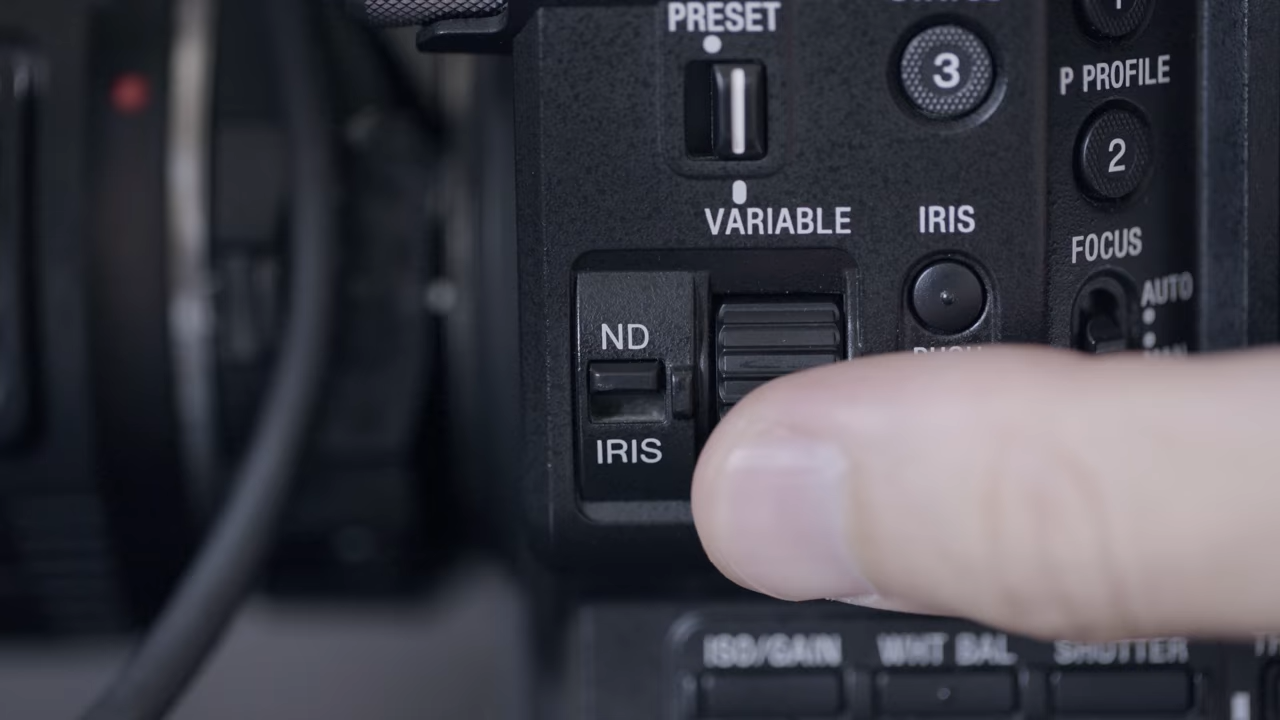 PRESET
3
P PROFILE
2
VARIABLE
IRIS
FOCUS
AUTO
ND
IRIS
ISO/GAIN
WHT BAL
SHUTTER